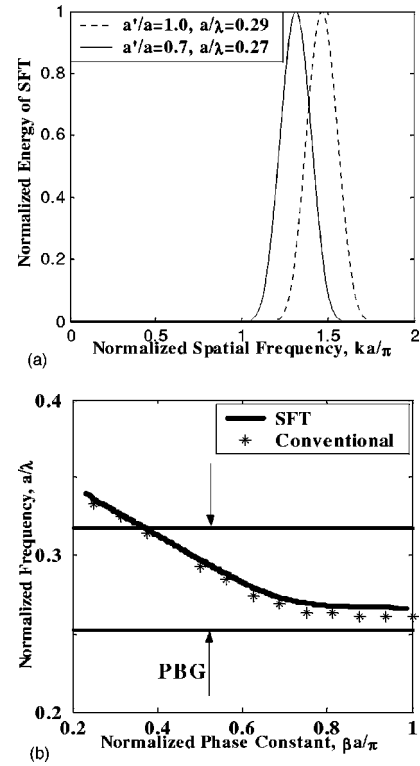 a'/a=1.0, a/λ=0.29
a'/a=0.7, a/λ=0.27
Normalized Energy of SFT
1
0.8
0.6
0.4
0.2
0
0
0.5
1
1.5
2
Normalized Spatial Frequency, ka/π
(a)
SFT
Conventional
Normalized Frequency, a/λ
0.4
0.3
0.2
PBG
0.2
0.4
0.6
0.8
1
Normalized Phase Constant, βa/π
(b)